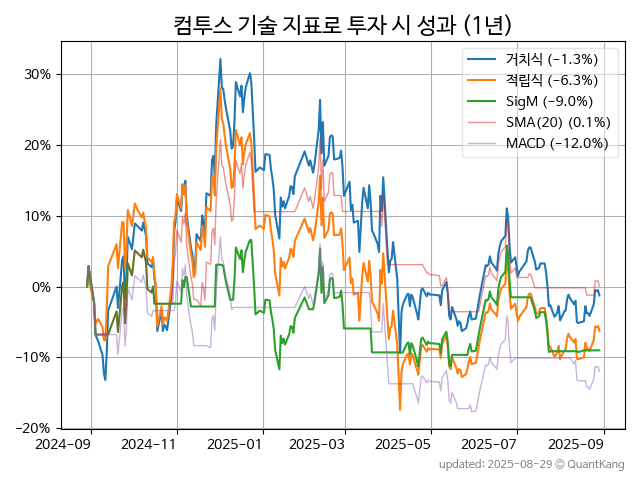 컴투스 기술 지표로 투자 시 성과 (1년)
거치식 (−1.3%)
적립식 (−6.3%)
SigM (−9.0%)
SMA(20) (0.1%)
MACD (−12.0%)
30%
20%
10%
0%
−10%
−20%
2024-09 2024-11 2025-01 2025-03 2025-05 2025-07 2025-09
updated: 2025-08-29 © QuantKang